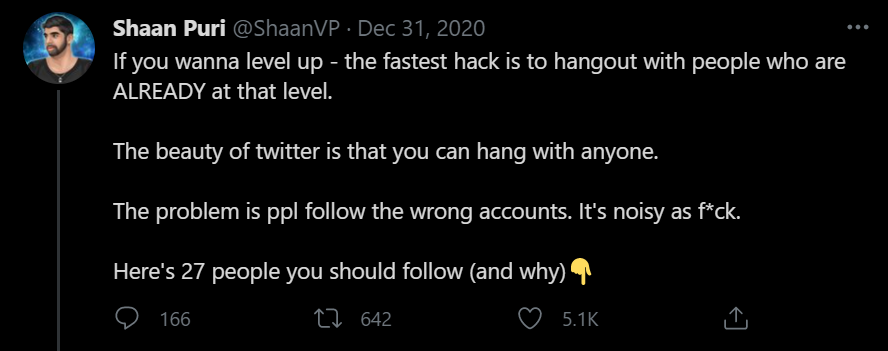 Shaan Puri @ShaanVP · Dec 31, 2020
If you wanna level up - the fastest hack is to hangout with people who are
ALREADY at that level.
The beauty of twitter is that you can hang with anyone.
The problem is ppl follow the wrong accounts. It's noisy as f*ck.
Here's 27 people you should follow (and why)👇
166 642 5.1K